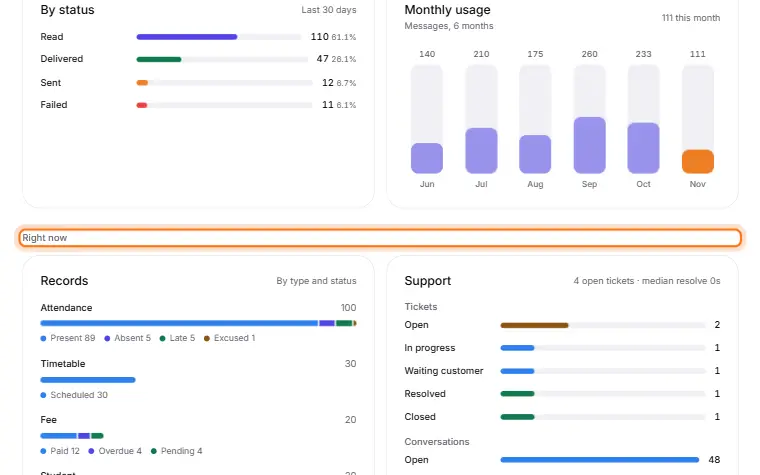 By status
Last 30 days
Read 110 61.1%
Delivered 47 26.1%
Sent 12 6.7%
Failed 11 6.1%
Monthly usage
Messages, 6 months
111 this month
140 210 175 260 233 111
Jun Jul Aug Sep Oct Nov
Right now
Records
By type and status
Attendance 100
Present 89 Absent 5 Late 5 Excused 1
Timetable 30
Scheduled 30
Fee 20
Paid 12 Overdue 4 Pending 4
Support
4 open tickets · median resolve 0s
Tickets
Open 2
In progress 1
Waiting customer 1
Resolved 1
Closed 1
Conversations
Open 48